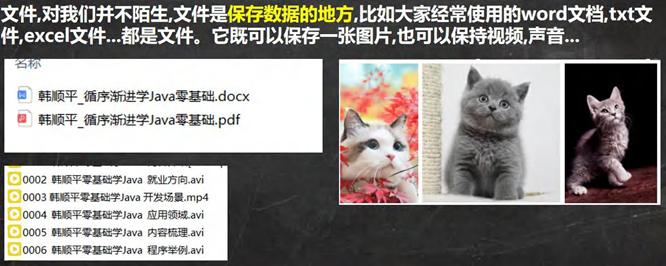 文件,对我们并不陌生,文件是保存数据的地方,比如大家经常使用的word文档,txt文
件,excel文件...都是文件。它既可以保存一张图片,也可以保持视频,声音...
名称
韩顺平_循序渐进学Java零基础.docx
韩顺平_循序渐进学Java零基础.pdf
0002 韩顺平零基础学Java 就业方向.avi
0003 韩顺平零基础学Java 开发场景.mp4
0004 韩顺平零基础学Java 应用领域.avi
0005 韩顺平零基础学Java 内容梳理.avi
0006 韩顺平零基础学Java 程序举例.avi